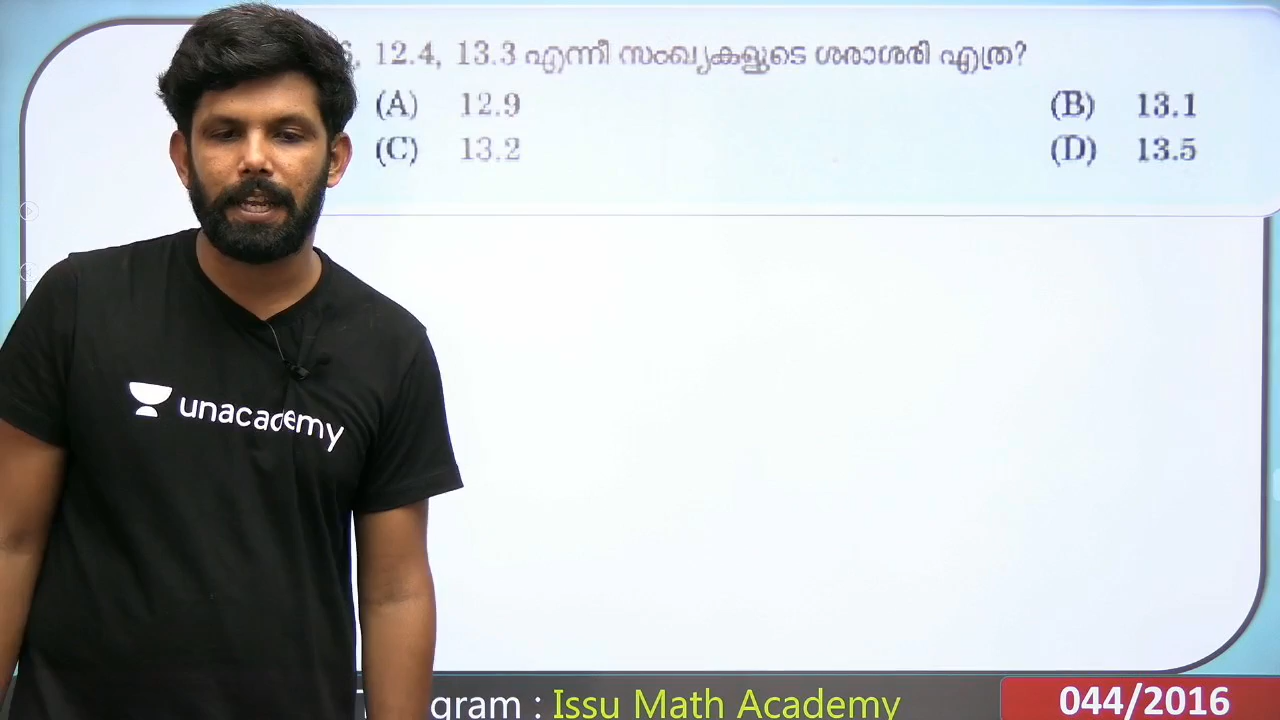 12.4, 13.3 എന്നീ സംഖ്യകളുടെ ശരാശരി എത്ര?
(A) 12.9 (B) 13.1
(C) 13.2 (D) 13.5
unacademy
gram : Issu Math Academy
044/2016